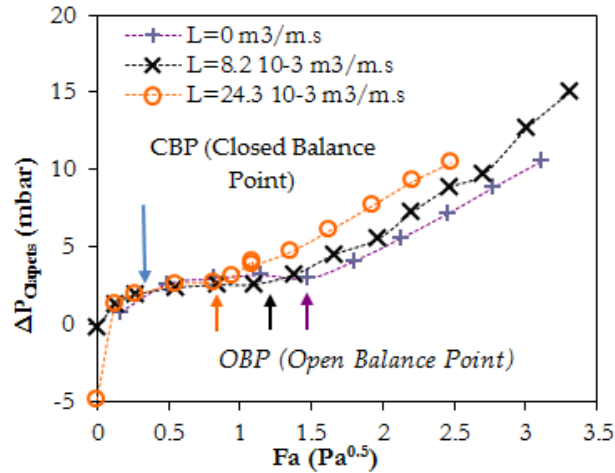 20
15
10
5
0
-5
ΔP Clapets (mbar)
L=0 m3/m.s
L=8.2 10-3 m3/m.s
L=24.3 10-3 m3/m.s
CBP (Closed Balance
Point)
OBP (Open Balance Point)
0 0.5 1 1.5 2 2.5 3 3.5
Fa (Pa0.5)